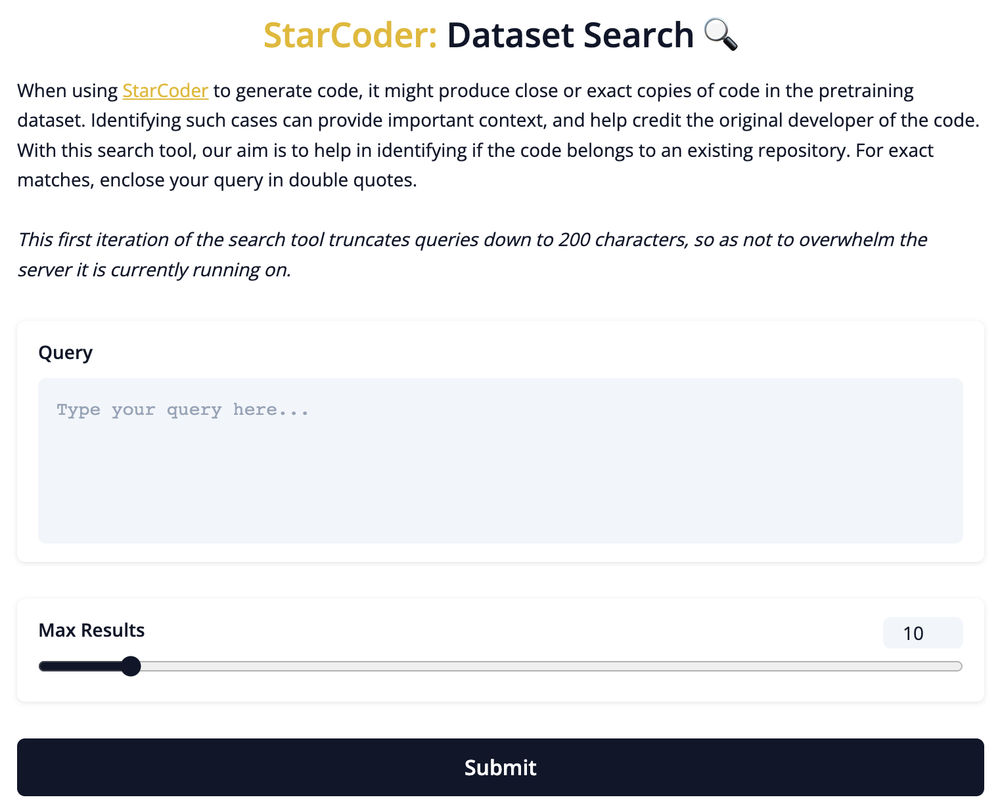 StarCoder: Dataset Search
When using StarCoder to generate code, it might produce close or exact copies of code in the pretraining
dataset. Identifying such cases can provide important context, and help credit the original developer of the code.
With this search tool, our aim is to help in identifying if the code belongs to an existing repository. For exact
matches, enclose your query in double quotes.
This first iteration of the search tool truncates queries down to 200 characters, so as not to overwhelm the
server it is currently running on.
Query
Type your query here...
Max Results
10
Submit